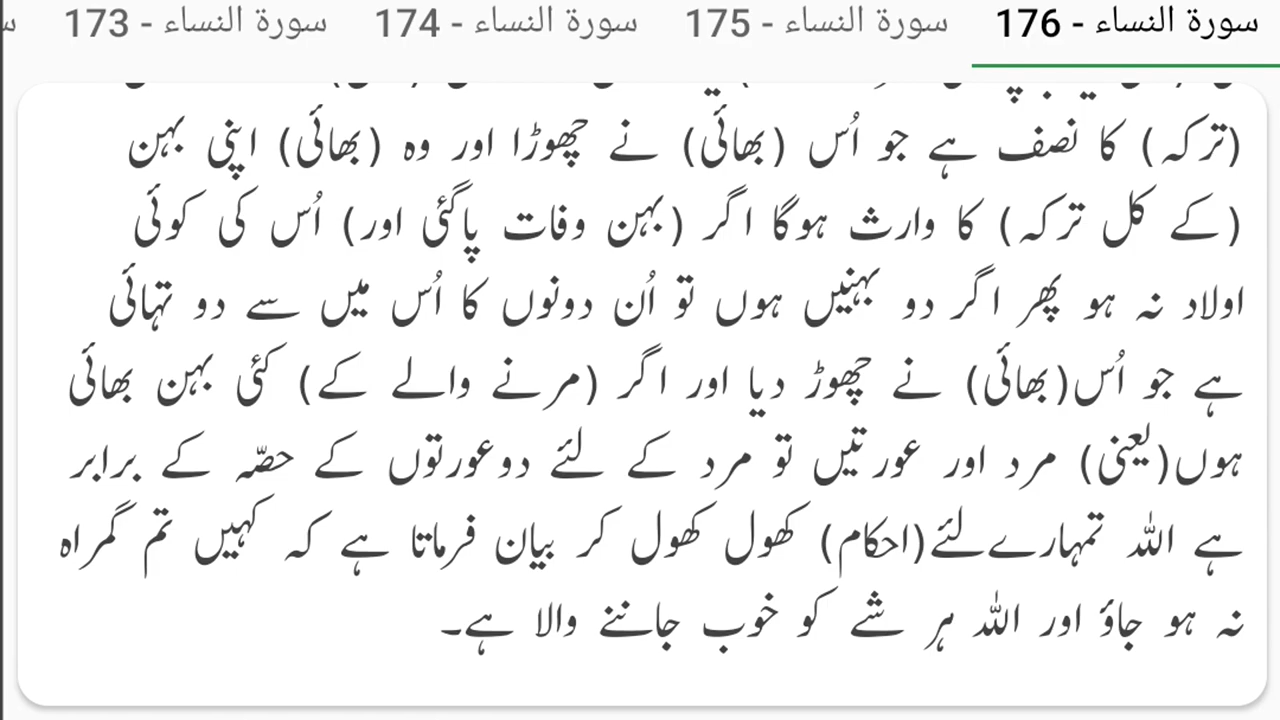 سورة النساء - 176 سورة النساء - 175 سورة النساء - 174 سورة النساء - 173
(ترکہ) کا نصف ہے جو اُس (بھائی) نے چھوڑا اور وہ (بھائی) اپنی بہن
(کے کل ترکہ) کا وارث ہوگا اگر (بہن وفات پاگئی اور) اُس کی کوئی
اولاد نہ ہو پھر اگر دو بہنیں ہوں تو اُن دونوں کا اُس میں سے دو تہائی
ہے جو اُس(بھائی) نے چھوڑ دیا اور اگر (مرنے والے کے) کئی بہن بھائی
ہوں(یعنی) مرد اور عورتیں تو مرد کے لئے دوعورتوں کے حصّہ کے برابر
ہے اللہ تمہارےلئے(احکام) کھول کھول کر بیان فرماتا ہے کہ کہیں تم گمراہ
نہ ہو جاؤ اور اللہ ہر شے کو خوب جاننے والا ہے۔